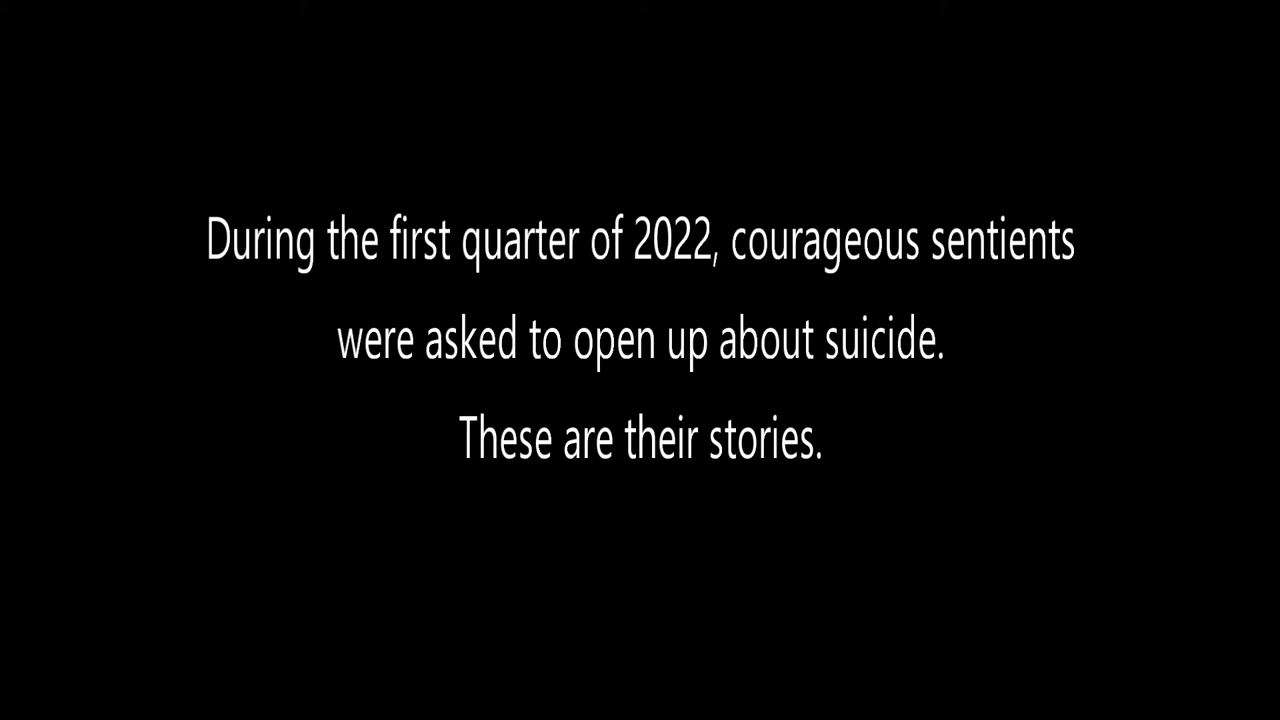 During the first quarter of 2022, courageous sentients
were asked to open up about suicide.
These are their stories.